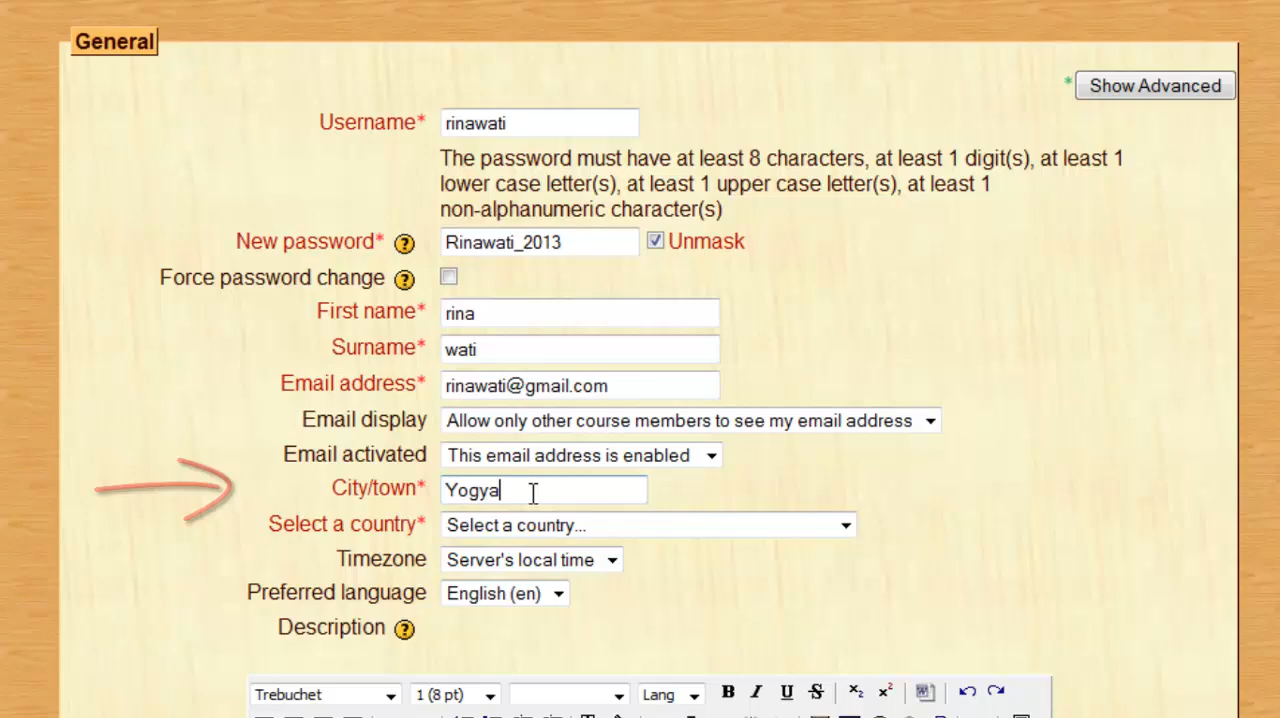 General
* Show Advanced
Username* rinawati
The password must have at least 8 characters, at least 1 digit(s), at least 1
lower case letter(s), at least 1 upper case letter(s), at least 1
non-alphanumeric character(s)
New password* ? Rinawati_2013 Unmask
Force password change ?
First name* rina
Surname* wati
Email address* rinawati@gmail.com
Email display Allow only other course members to see my email address
Email activated This email address is enabled
City/town* Yogya
Select a country* Select a country...
Timezone Server's local time
Preferred language English (en)
Description ?
Trebuchet 1 (8 pt) Lang B I U S x₂ x²